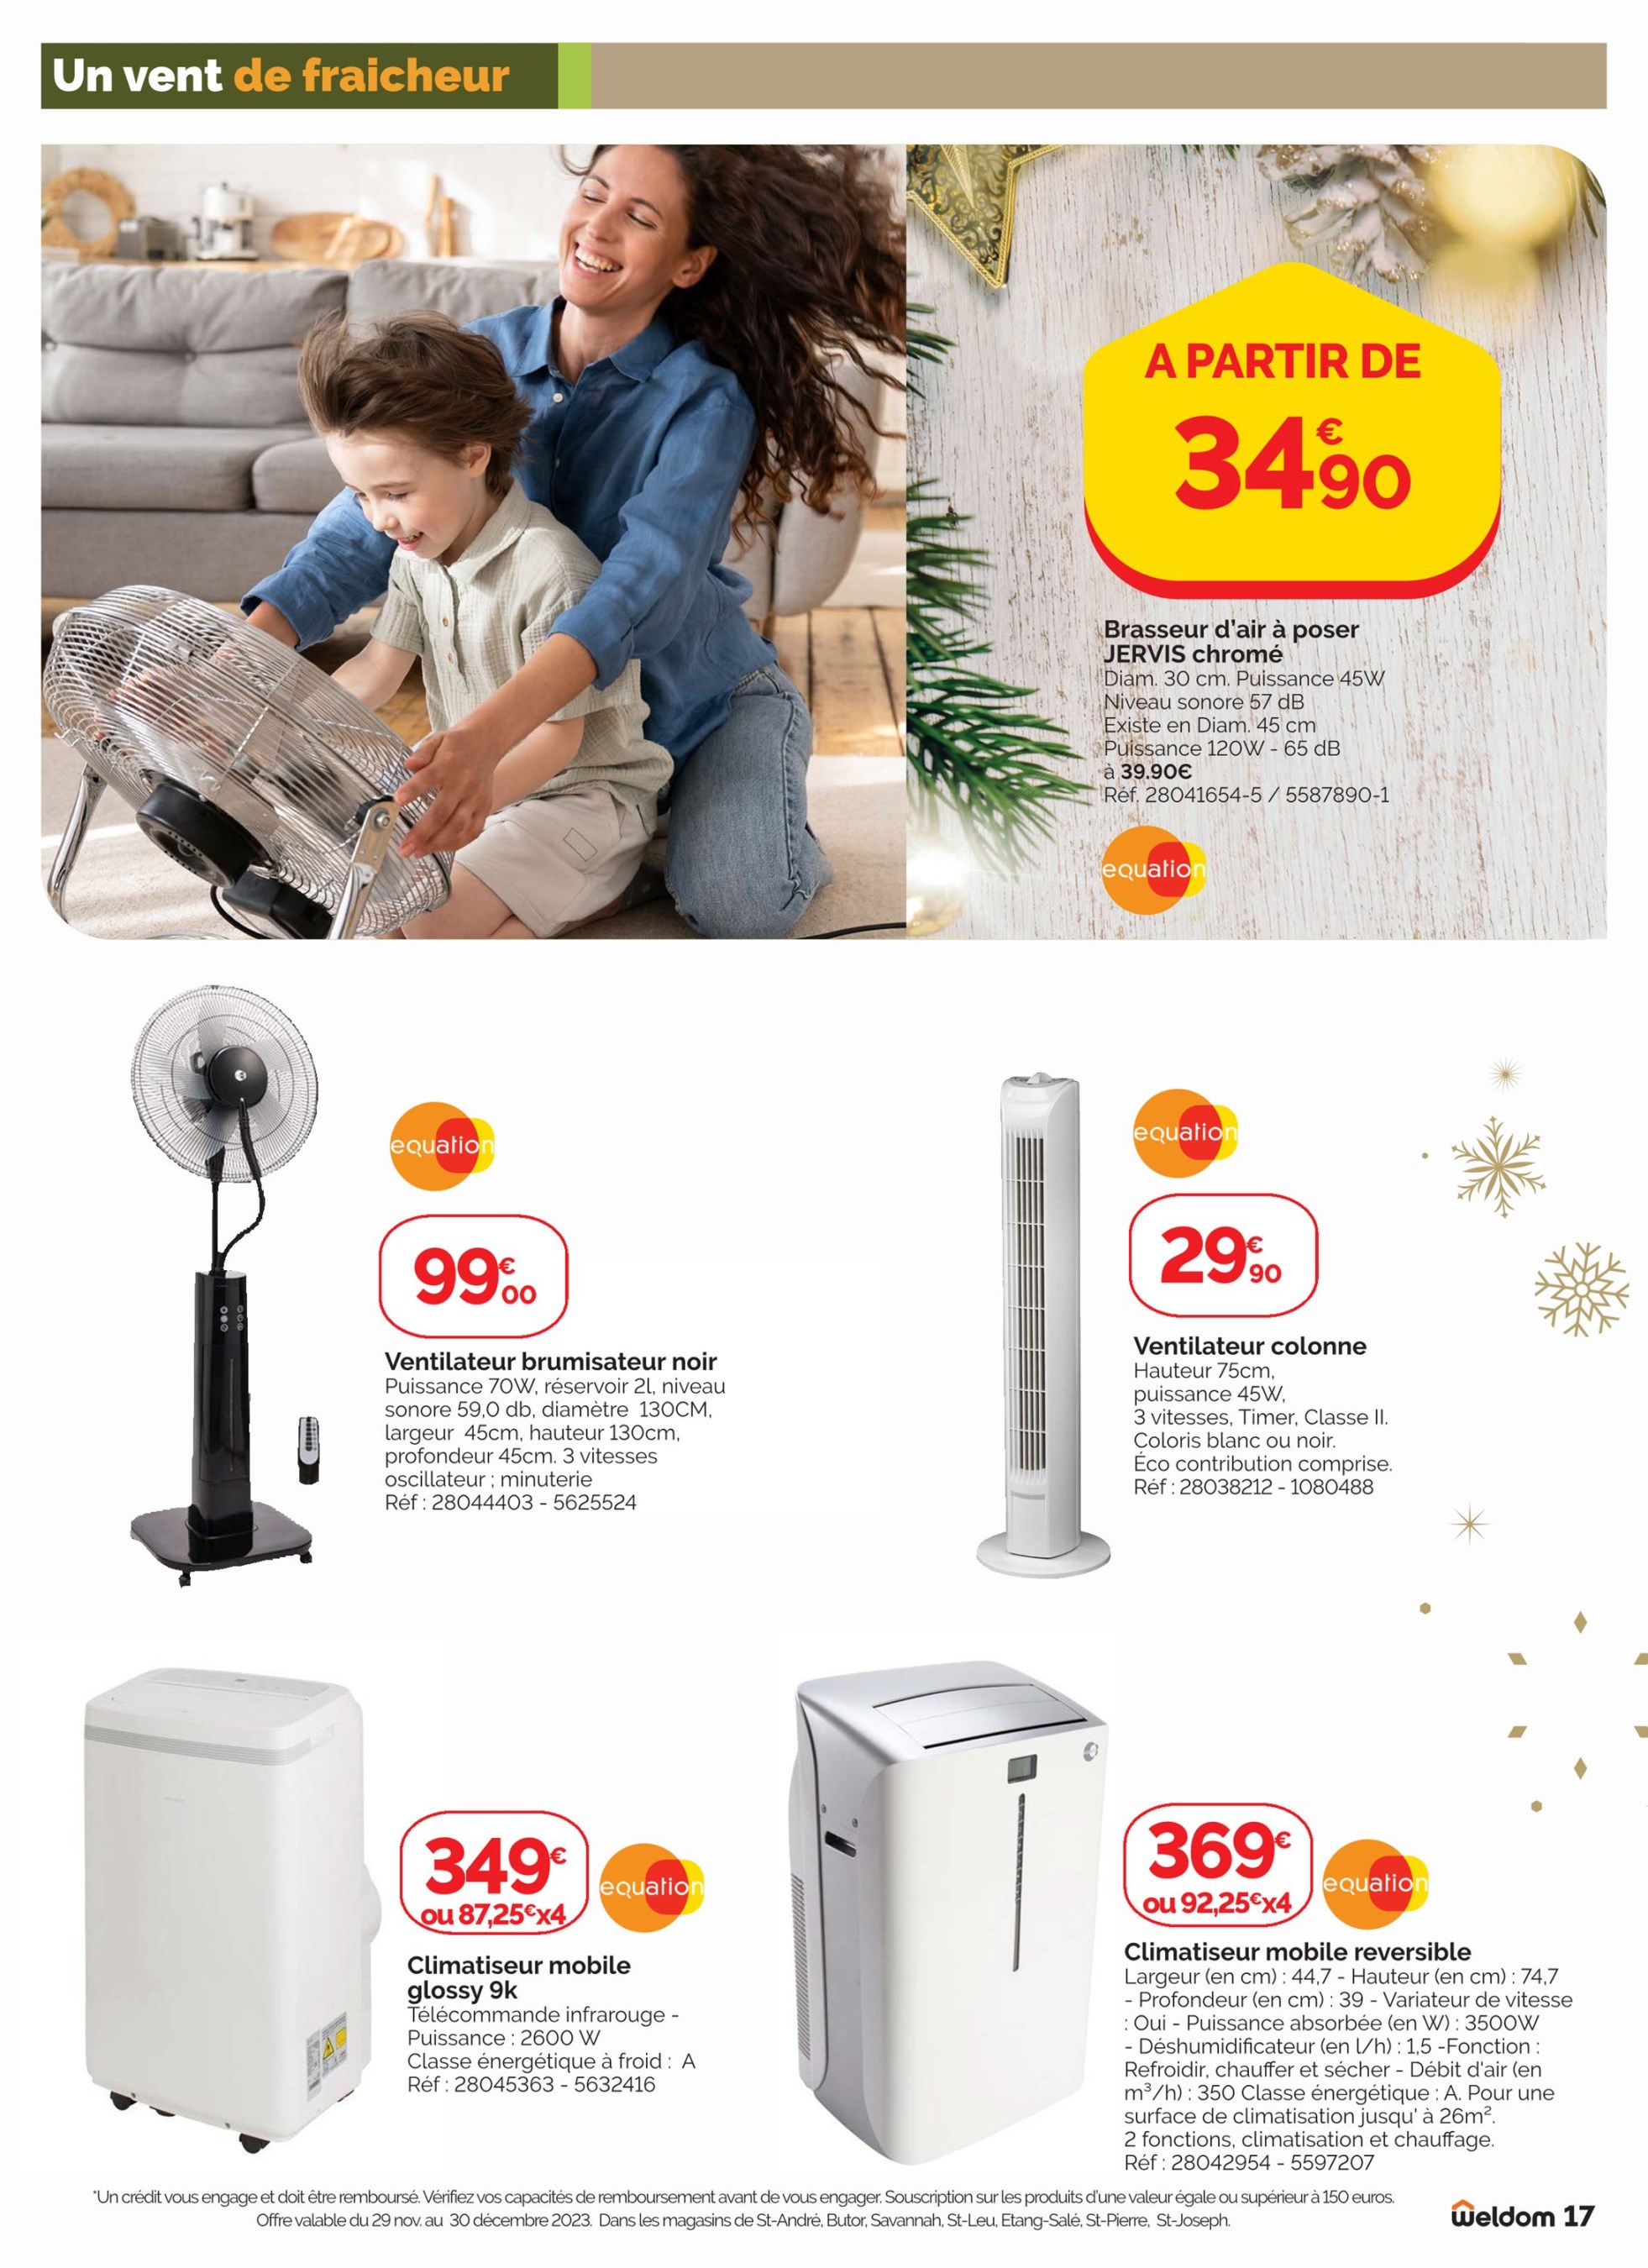 Un vent de fraicheur
A PARTIR DE
34€90
Brasseur d'air à poser
JERVIS chromé
Diam. 30 cm. Puissance 45W
Niveau sonore 57 dB
Existe en Diam. 45 cm
Puissance 120W - 65 dB
à 39.90€
Réf. 28041654-5 / 5587890-1
equation
equation
99€00
Ventilateur brumisateur noir
Puissance 70W, réservoir 2l, niveau
sonore 59,0 db, diamètre 130CM,
largeur 45cm, hauteur 130cm,
profondeur 45cm. 3 vitesses
oscillateur ; minuterie
Réf : 28044403 - 5625524
equation
29€90
Ventilateur colonne
Hauteur 75cm,
puissance 45W,
3 vitesses, Timer, Classe II.
Coloris blanc ou noir.
Éco contribution comprise.
Réf : 28038212 - 1080488
349€
ou 87,25€x4
equation
Climatiseur mobile
glossy 9k
Télécommande infrarouge -
Puissance : 2600 W
Classe énergétique à froid : A
Réf : 28045363 - 5632416
369€
ou 92,25€x4
equation
Climatiseur mobile reversible
Largeur (en cm) : 44,7 - Hauteur (en cm) : 74,7
- Profondeur (en cm) : 39 - Variateur de vitesse
: Oui - Puissance absorbée (en W) : 3500W
- Déshumidificateur (en l/h) : 1,5 -Fonction :
Refroidir, chauffer et sécher - Débit d'air (en
m³/h) : 350 Classe énergétique : A. Pour une
surface de climatisation jusqu' à 26m².
2 fonctions, climatisation et chauffage.
Réf : 28042954 - 5597207
*Un crédit vous engage et doit être remboursé. Vérifiez vos capacités de remboursement avant de vous engager. Souscription sur les produits d'une valeur égale ou supérieur à 150 euros.
Offre valable du 29 nov. au 30 décembre 2023. Dans les magasins de St-André, Butor, Savannah, St-Leu, Etang-Salé, St-Pierre, St-Joseph.
weldom 17